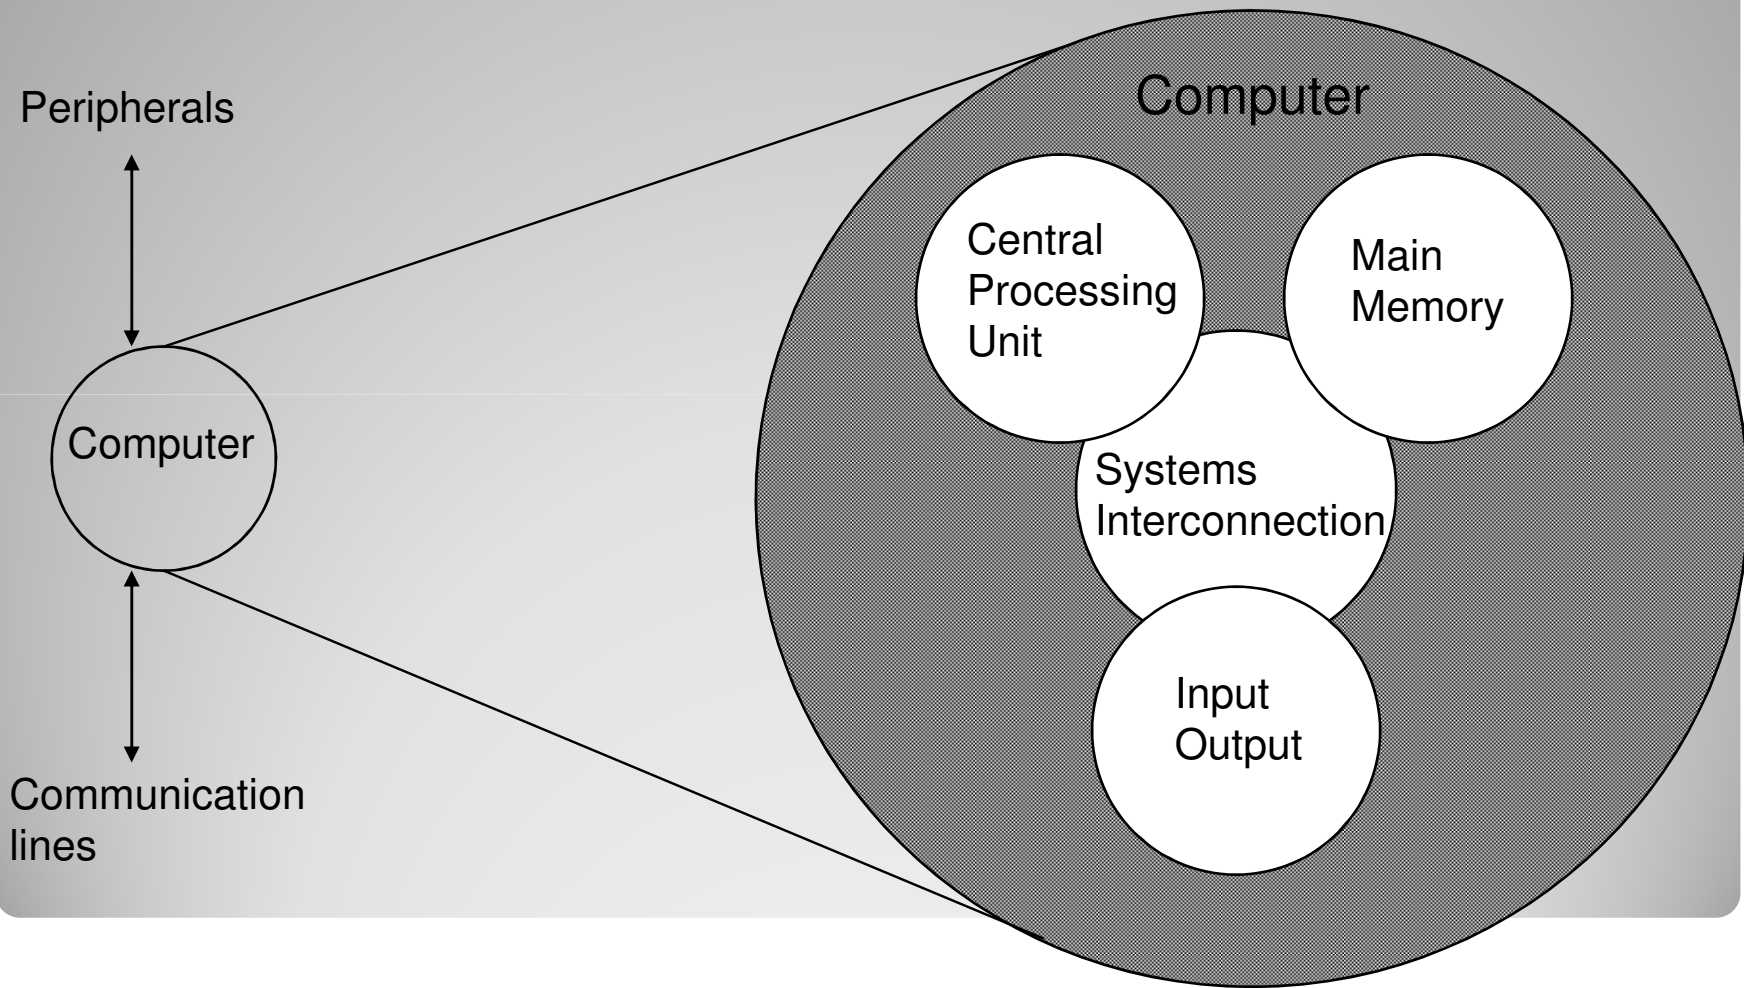 Peripherals
Computer
Communication
lines
Computer
Central
Processing
Unit
Main
Memory
Systems
Interconnection
Input
Output